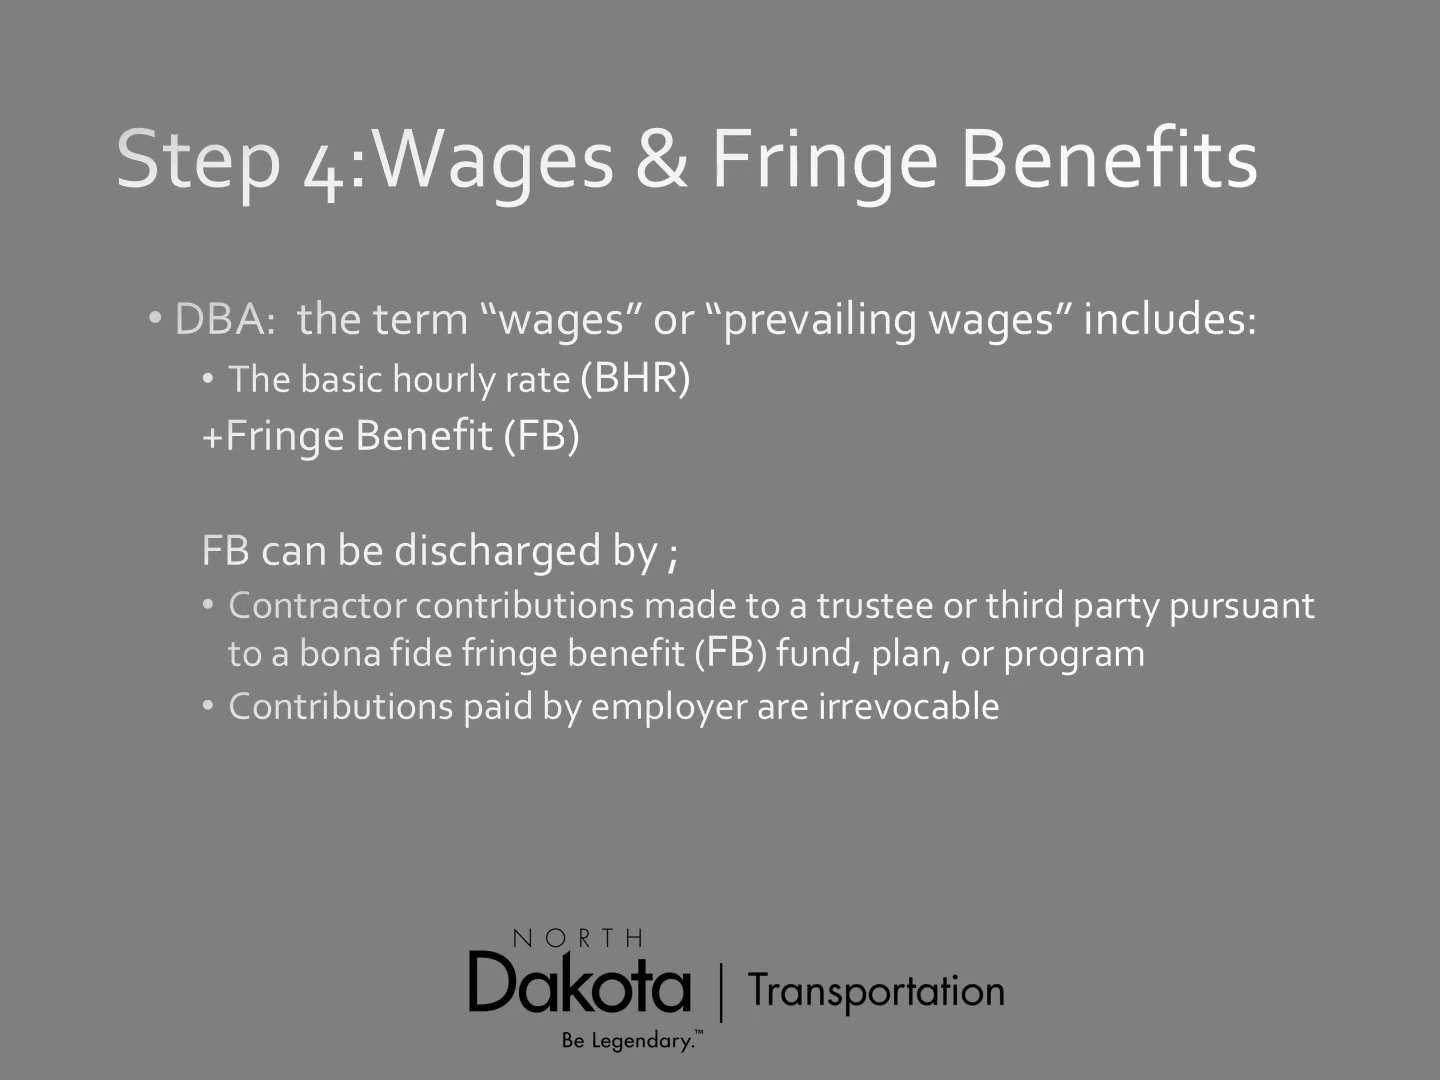 Step 4:Wages & Fringe Benefits
• DBA:  the term “wages” or “prevailing wages” includes:
• The basic hourly rate (BHR)
+Fringe Benefit (FB)
FB can be discharged by ;
• Contractor contributions made to a trustee or third party pursuant
to a bona fide fringe benefit (FB) fund, plan, or program
• Contributions paid by employer are irrevocable
NORTH
Dakota | Transportation
Be Legendary.™